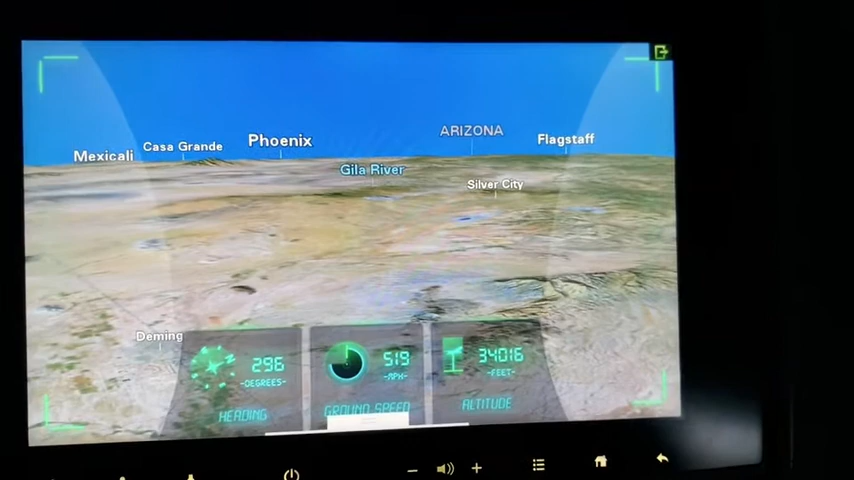 ARIZONA
Phoenix
Flagstaff
Casa Grande
Mexicali
Gila River
Silver City
Deming
296
-DEGREES-
HEADING
519
-MPH-
GROUND SPEED
34016
-FEET-
ALTITUDE